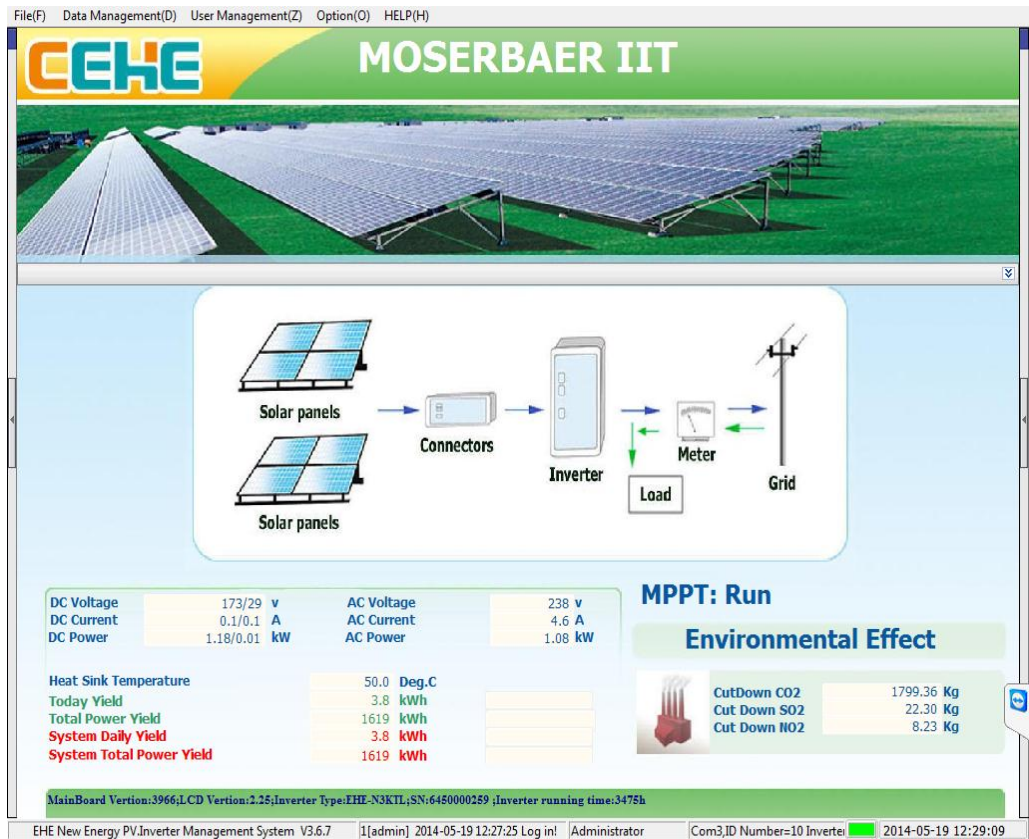 File(F) Data Management(D) User Management(Z) Option(O) HELP(H)
CEHE
MOSERBAER IIT
Solar panels
Connectors
Inverter
Meter
Load
Grid
Solar panels
DC Voltage 173/29 v AC Voltage 238 v
DC Current 0.1/0.1 A AC Current 4.6 A
DC Power 1.18/0.01 kW AC Power 1.08 kW
MPPT: Run
Environmental Effect
Heat Sink Temperature 50.0 Deg.C
Today Yield 3.8 kWh
Total Power Yield 1619 kWh
System Daily Yield 3.8 kWh
System Total Power Yield 1619 kWh
CutDown CO2 1799.36 Kg
Cut Down SO2 22.30 Kg
Cut Down NO2 8.23 Kg
MainBoard Vertion:3966;LCD Vertion:2.25;Inverter Type:EHE-N3KTL;SN:6450000259 ;Inverter running time:3475h
EHE New Energy PV.Inverter Management System V3.6.7 1[admin] 2014-05-19 12:27:25 Log in! Administrator Com3,ID Number=10 Inverte 2014-05-19 12:29:09